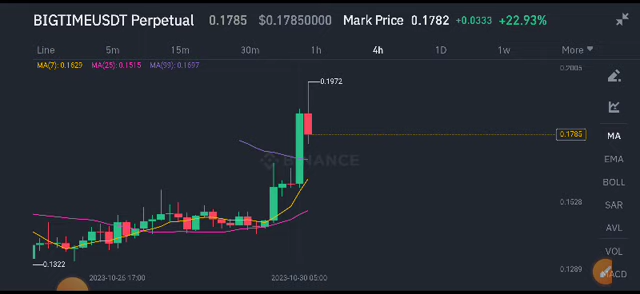 BIGTIMEUSDT Perpetual 0.1785 $0.17850000 Mark Price 0.1782 +0.0333 +22.93%
Line 5m 15m 30m 1h 4h 1D 1w More
MA(7): 0.1629 MA(25): 0.1515 MA(99): 0.1697
0.2005
0.1972
0.1785
MA
BINANCE
EMA
BOLL
0.1528
SAR
AVL
VOL
0.1322
0.1289
MACD
2023-10-26 17:00 2023-10-30 05:00